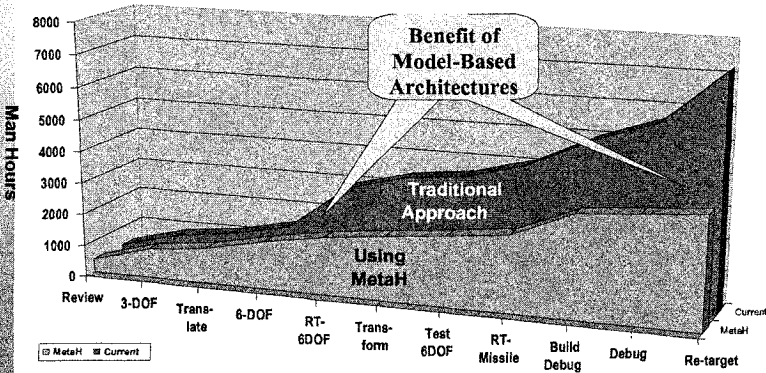 8000
7000
6000
5000
4000
3000
2000
1000
0
Man Hours
Benefit of
Model-Based
Architectures
Traditional
Approach
Using
MetaH
Review
3-DOF
Trans-
late
6-DOF
RT-
6DOF
Trans-
form
Test
6DOF
RT-
Missile
Build
Debug
Debug
Re-target
Current
MetaH
MetaH Current